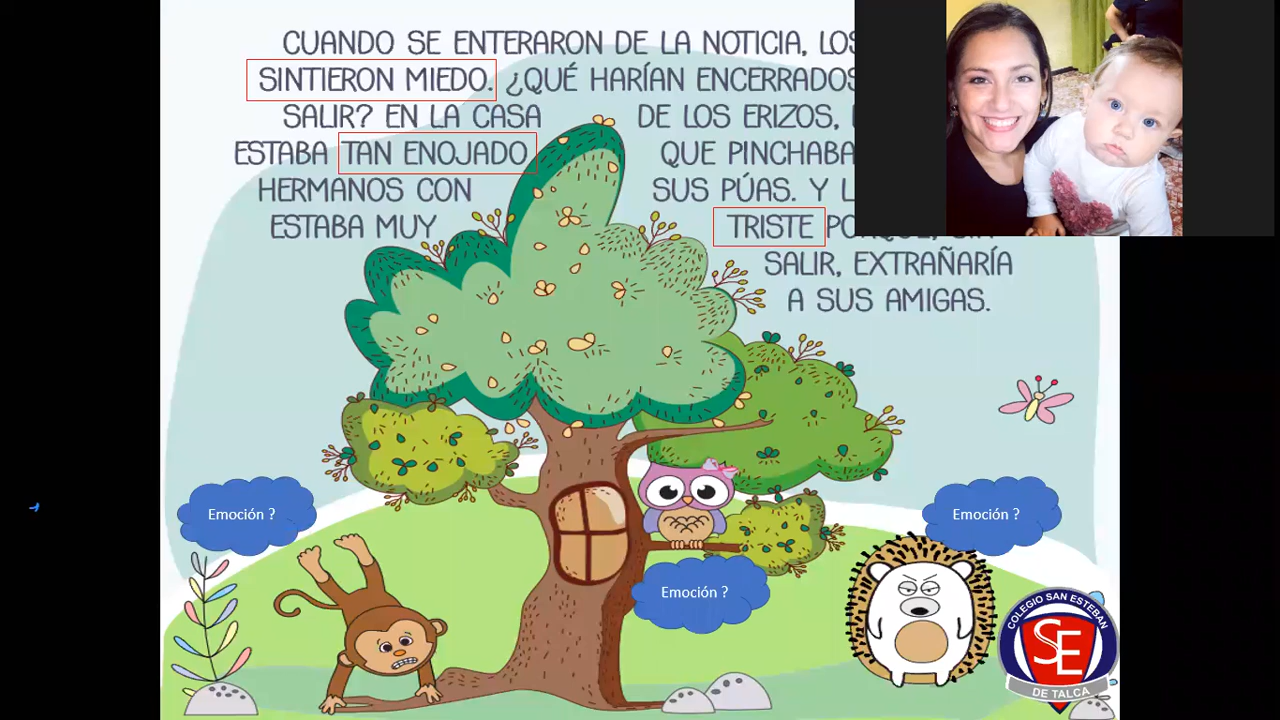 CUANDO SE ENTERARON DE LA NOTICIA, LOS
SINTIERON MIEDO. ¿QUÉ HARÍAN ENCERRADOS
SALIR? EN LA CASA DE LOS ERIZOS,
ESTABA TAN ENOJADO QUE PINCHABA
HERMANOS CON SUS PÚAS. Y
ESTABA MUY TRISTE
SALIR, EXTRAÑARÍA
A SUS AMIGAS.
Emoción ?
Emoción ?
Emoción ?
COLEGIO SAN ESTEBAN
SE
DE TALCA